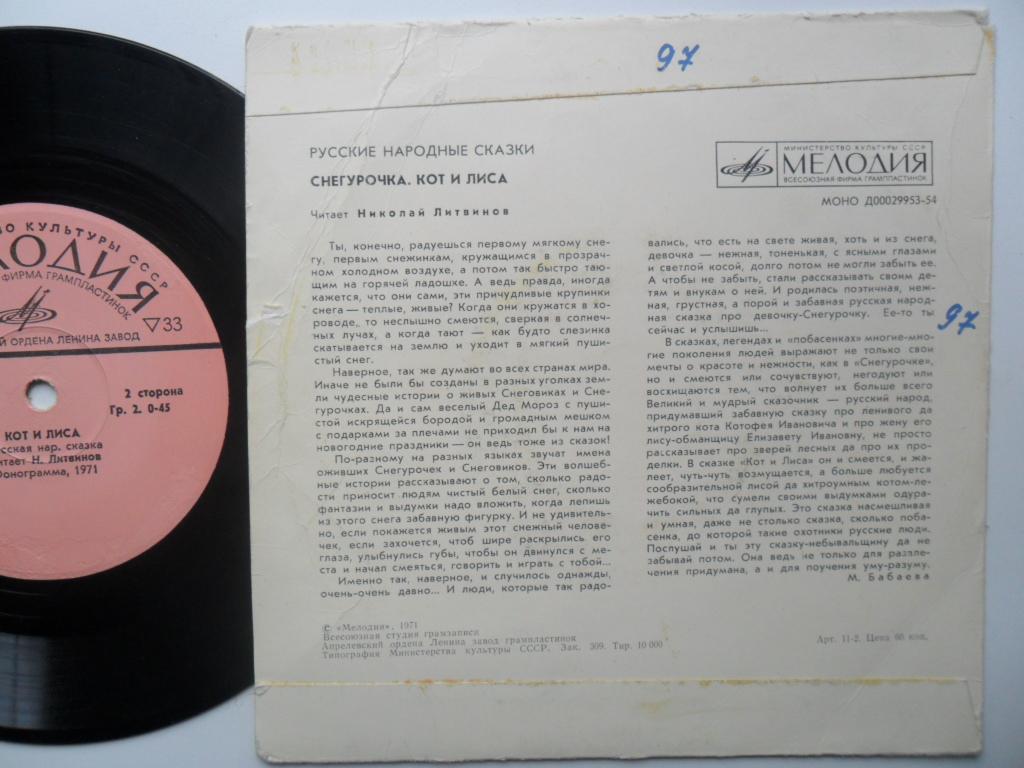 97
РУССКИЕ НАРОДНЫЕ СКАЗКИ
СНЕГУРОЧКА. КОТ И ЛИСА
Читает Николай Литвинов
МИНИСТЕРСТВО КУЛЬТУРЫ СССР
МЕЛОДИЯ
ВСЕСОЮЗНАЯ ФИРМА ГРАМПЛАСТИНОК
МОНО Д00029953-54
Ты, конечно, радуешься первому мягкому сне-
гу, первым снежинкам, кружащимся в прозрач-
ном холодном воздухе, а потом так быстро таю-
щим на горячей ладошке. А ведь правда, иногда
кажется, что они сами, эти причудливые крупинки
снега — теплые, живые? Когда они кружатся в хо-
роводе, то неслышно смеются, сверкая в солнеч-
ных лучах, а когда тают — как будто слезинка
скатывается на землю и уходит в мягкий пуши-
стый снег.
Наверное, так же думают во всех странах мира.
Иначе не были бы созданы в разных уголках зем-
ли чудесные истории о живых Снеговиках и Сне-
гурочках. Да и сам веселый Дед Мороз с пуши-
стой искрящейся бородой и громадным мешком
с подарками за плечами не приходил бы к нам на
новогодние праздники — он ведь тоже из сказок!
По-разному на разных языках звучат имена
оживших Снегурочек и Снеговиков. Эти волшеб-
ные истории рассказывают о том, сколько радо-
сти приносит людям чистый белый снег, сколько
фантазии и выдумки надо вложить, когда лепишь
из этого снега забавную фигурку. И не удивитель-
но, если покажется живым этот снежный челове-
чек, если захочется, чтоб шире раскрылись его
глаза, улыбнулись губы, чтобы он двинулся с ме-
ста и начал смеяться, говорить и играть с тобой...
Именно так, наверное, и случилось однажды,
очень-очень давно... И люди, которые так радо-
вались, что есть на свете живая, хоть и из снега,
девочка — нежная, тоненькая, с ясными глазами
и светлой косой, долго потом не могли забыть ее.
А чтобы не забыть, стали рассказывать своим де-
тям и внукам о ней. И родилась поэтичная, неж-
ная, грустная, а порой и забавная русская народ-
ная сказка про девочку-Снегурочку. Ее-то ты
сейчас и услышишь...
97
В сказках, легендах и «побасенках» многие-мно-
гие поколения людей выражают не только свои
мечты о красоте и нежности, как в «Снегурочке»,
но и смеются или сочувствуют, негодуют или
восхищаются тем, что волнует их больше всего
Великий и мудрый сказочник — русский народ,
придумавший забавную сказку про ленивого да
хитрого кота Котофея Ивановича и про жену его
лису-обманщицу Елизавету Ивановну, не просто
рассказывает про зверей лесных да про их про-
делки. В сказке «Кот и Лиса» он и смеется, и жа-
леет, чуть-чуть возмущается, а больше любуется
сообразительной лисой да хитроумным котом-ле-
жебокой, что сумели своими выдумками одура-
чить сильных да глупых. Это сказка насмешливая
и умная, даже не столько сказка, сколько поба-
сенка, до которой такие охотники русские люди.
Послушай и ты эту сказку-небывальщину да не
забывай потом. Она ведь не только для развле-
чения придумана, а и для поучения уму-разуму.
М. Бабаева
© «Мелодия», 1971
Всесоюзная студия грамзаписи
Апрелевский ордена Ленина завод грампластинок
Типография Министерства культуры СССР. Зак. 309. Тир. 10 000
Арт. 11-2. Цена 60 коп.
ВО КУЛЬТУРЫ СССР
ЛОДИЯ
ФИРМА ГРАМПЛАСТИНОК
▽33
Й ОРДЕНА ЛЕНИНА ЗАВОД
2 сторона
Гр. 2. 0-45
КОТ И ЛИСА
сская нар. сказка
итает Н. Литвинов
онограмма, 1971